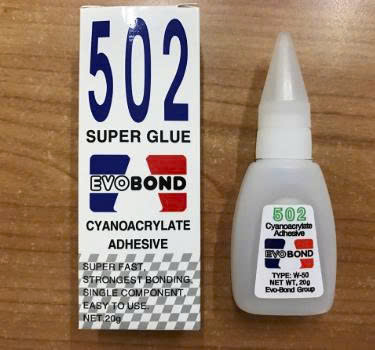 502
SUPER GLUE
EVOBOND
CYANOACRYLATE
ADHESIVE
SUPER FAST,
STRONGEST BONDING,
SINGLE COMPONENT,
EASY TO USE.
NET 20g
502
Cyanoacrylate
Adhesive
EVOBOND
TYPE: W-50
NET WT, 20g
Evo-Bond Group